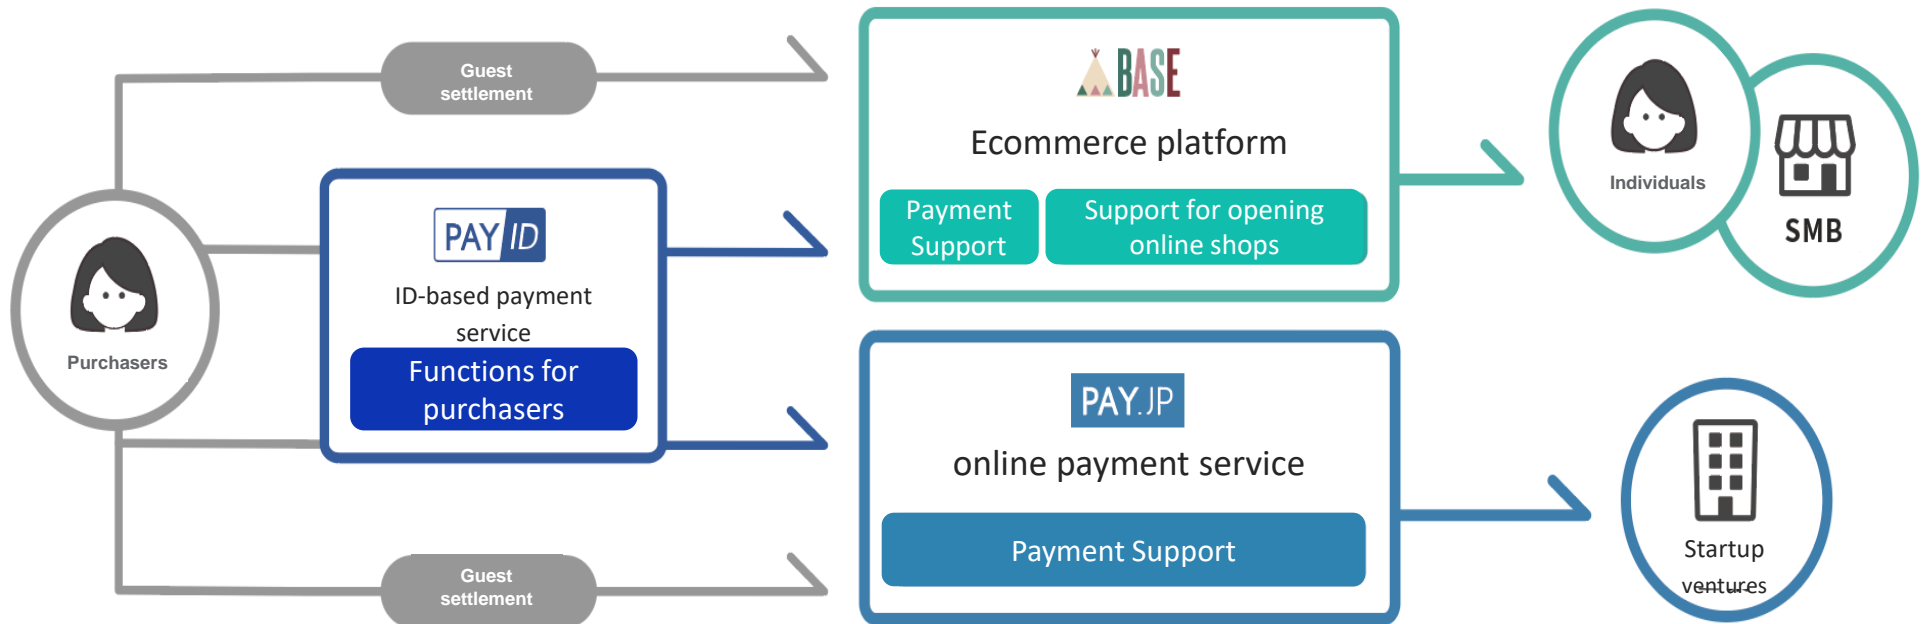 Guest
settlement
BASE
Ecommerce platform
Payment
Support
Support for opening
online shops
Individuals
SMB
PAY ID
ID-based payment
service
Functions for
purchasers
Purchasers
PAY.JP
online payment service
Payment Support
Guest
settlement
Startup
ventures